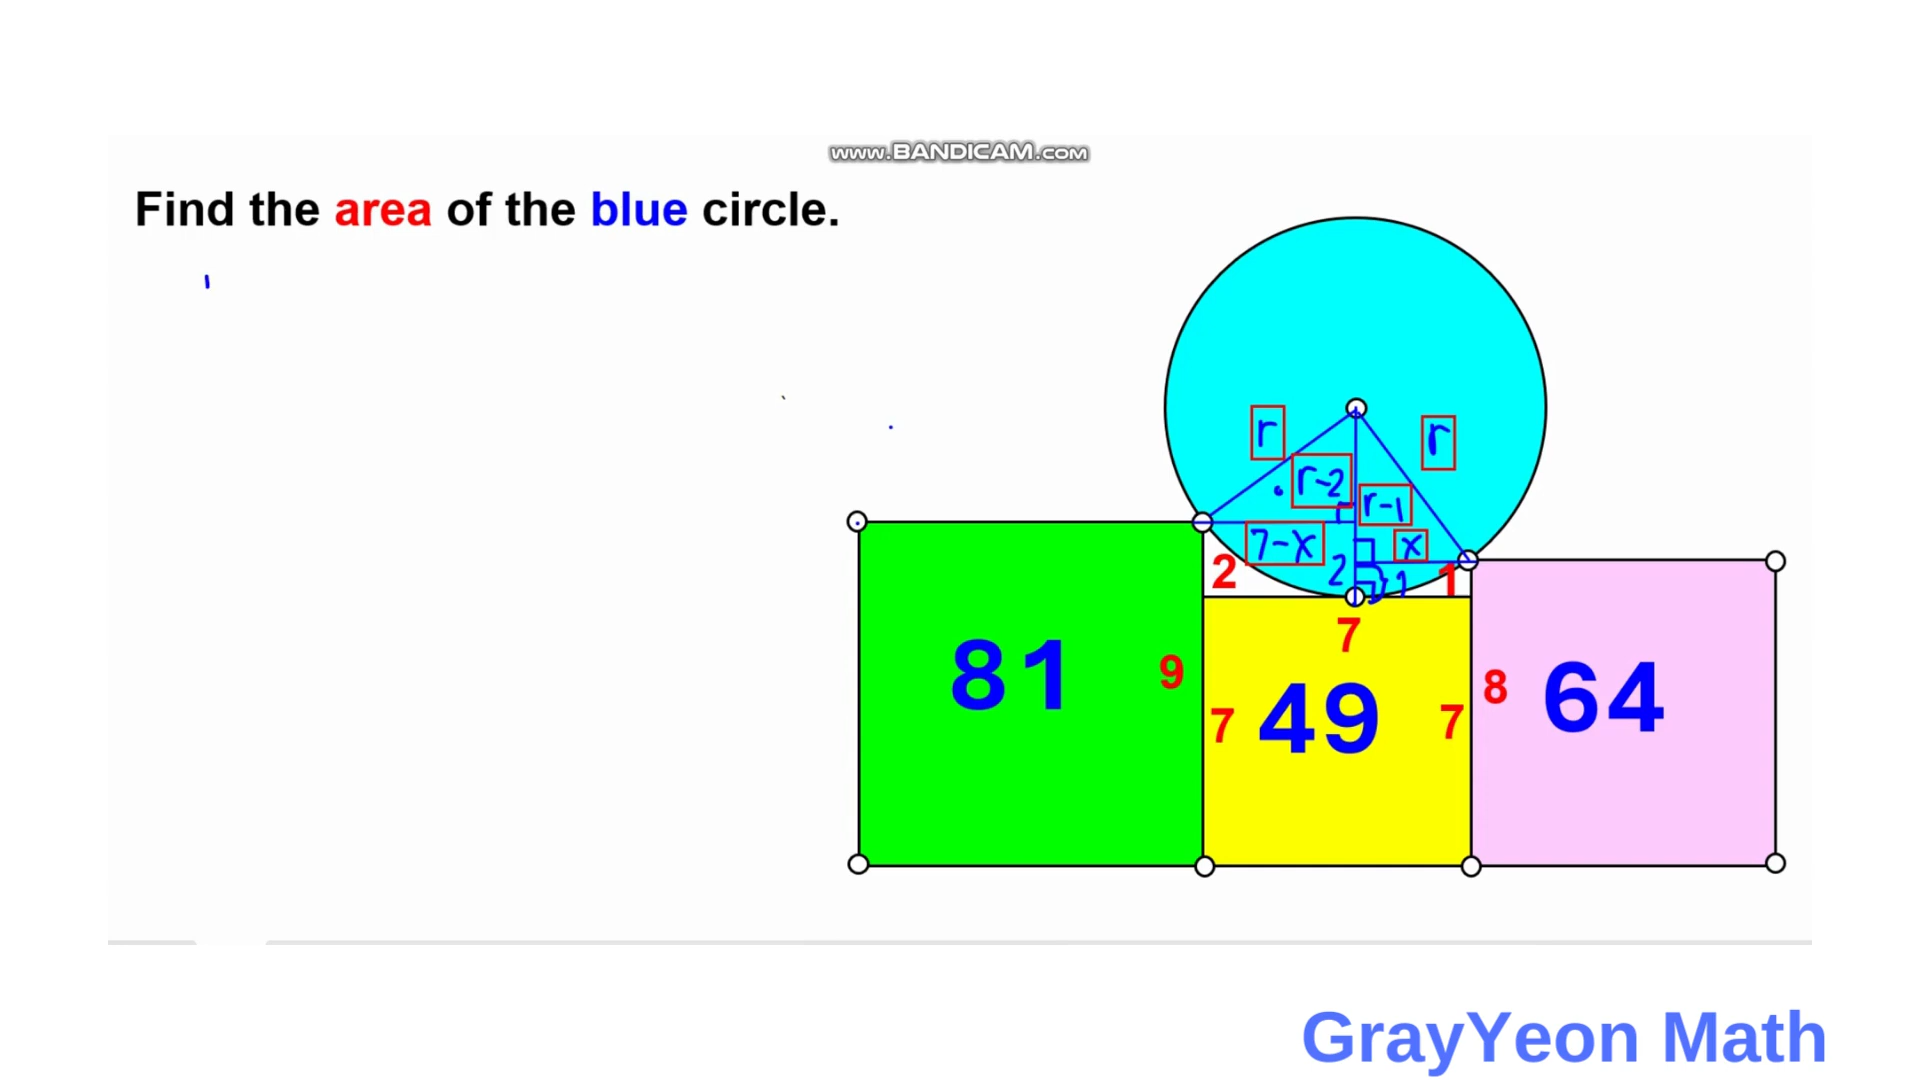 www.BANDICAM.com
Find the area of the blue circle.
r
r
r-2
r-1
7-x
x
2
2
1
1
7
81
9
7
49
7
8
64
GrayYeon Math